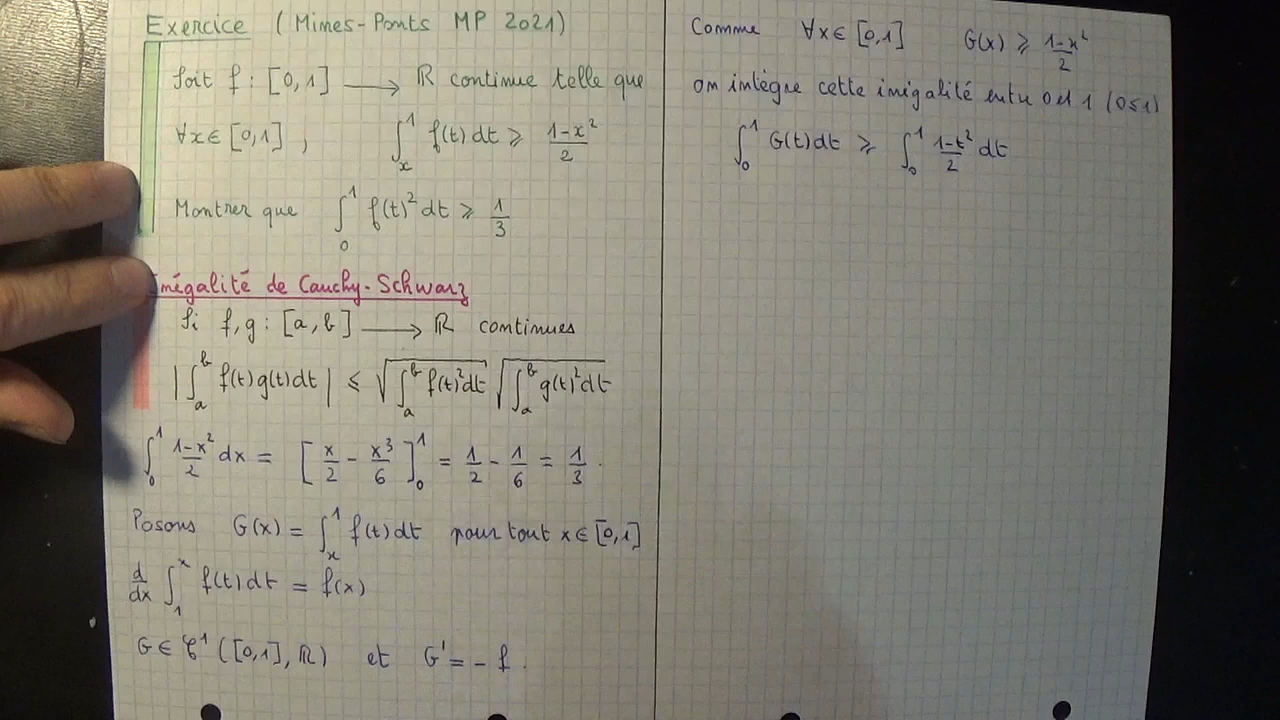 Exercice (Mines-Ponts MP 2021)
Soit f : [0,1] ⟶ ℝ continue telle que
∀x∈ [0,1] , ∫_x^1 f(t) dt ⩾ (1-x²)/2
Montrer que ∫_0^1 f(t)² dt ⩾ 1/3
Inégalité de Cauchy-Schwarz
Si f,g : [a,b] ⟶ ℝ continues
|∫_a^b f(t)g(t)dt| ⩽ √(∫_a^b f(t)²dt) √(∫_a^b g(t)²dt)
∫_0^1 (1-x²)/2 dx = [x/2 - x³/6]_0^1 = 1/2 - 1/6 = 1/3 .
Posons G(x) = ∫_x^1 f(t) dt pour tout x∈ [0,1]
d/dx ∫_1^x f(t) dt = f(x)
G∈ 𝒞¹ ([0,1], ℝ) et G' = - f .
Comme ∀x∈ [0,1] G(x) ⩾ (1-x²)/2
on intègre cette inégalité entre 0 et 1 (0≤1)
∫_0^1 G(t)dt ⩾ ∫_0^1 (1-t²)/2 dt